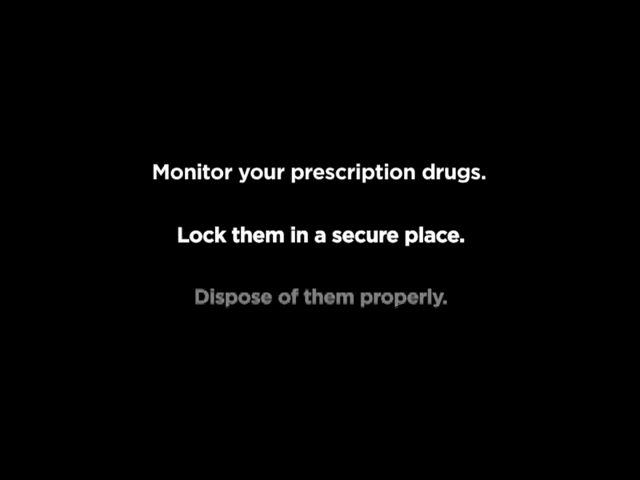 Monitor your prescription drugs.
Lock them in a secure place.
Dispose of them properly.